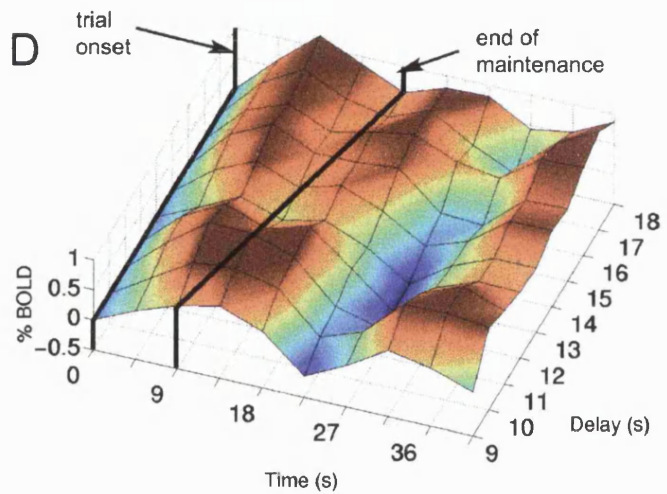 D
trial
onset
end of
maintenance
% BOLD
1
0.5
0
−0.5
0
9
18
27
36
Time (s)
9
10
11
12
13
14
15
16
17
18
Delay (s)